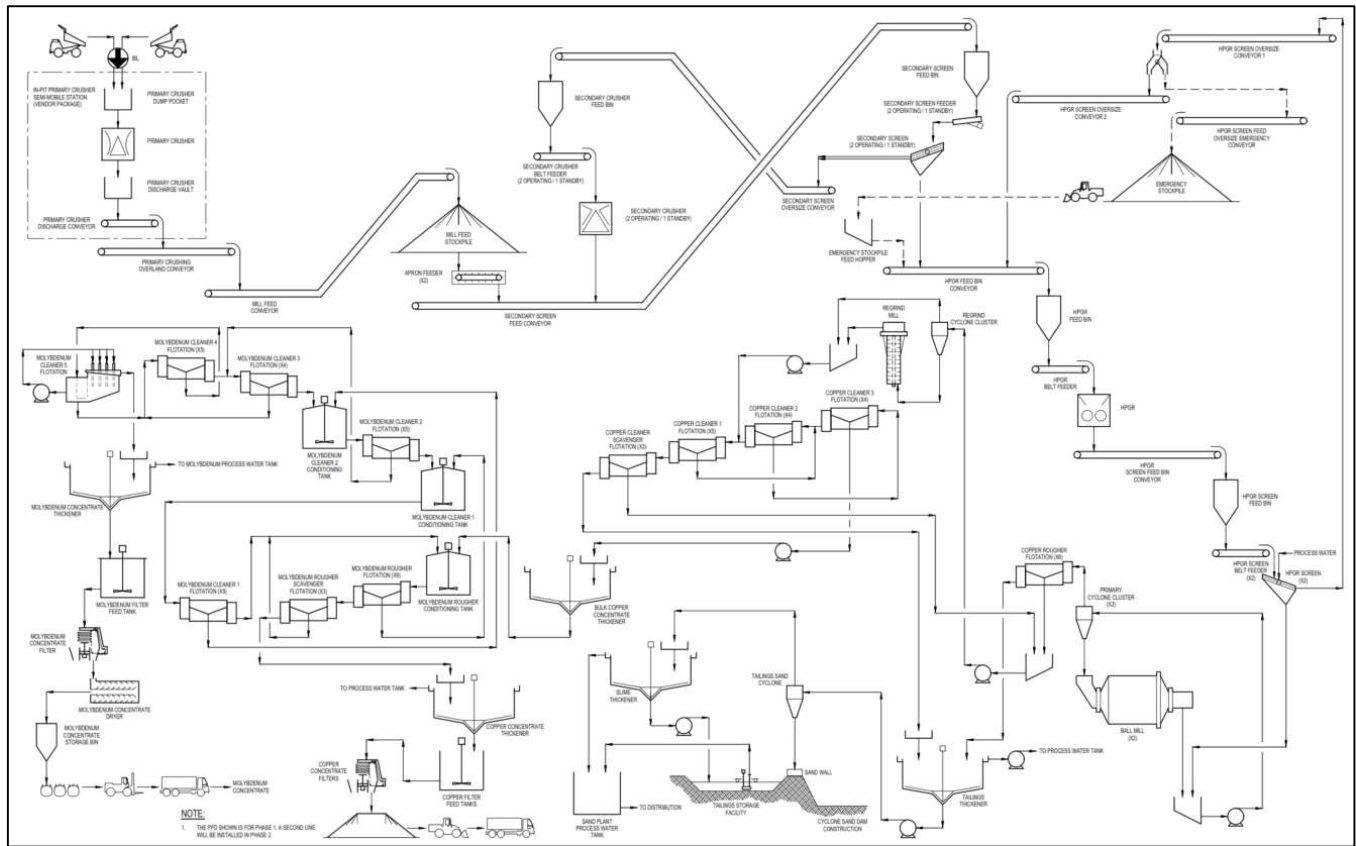 BIL
IN-PIT PRIMARY CRUSHER
SEMI-MOBILE STATION
(VENDOR PACKAGE)
PRIMARY CRUSHER
DUMP POCKET
PRIMARY CRUSHER
PRIMARY CRUSHER
DISCHARGE VAULT
PRIMARY CRUSHER
DISCHARGE CONVEYOR
PRIMARY CRUSHING
OVERLAND CONVEYOR
MILL FEED
CONVEYOR
MILL FEED
STOCKPILE
APRON FEEDER
(X2)
SECONDARY SCREEN
FEED CONVEYOR
SECONDARY CRUSHER
FEED BIN
SECONDARY CRUSHER
BELT FEEDER
(2 OPERATING / 1 STANDBY)
SECONDARY CRUSHER
(2 OPERATING / 1 STANDBY)
SECONDARY SCREEN
FEED BIN
SECONDARY SCREEN FEEDER
(2 OPERATING / 1 STANDBY)
SECONDARY SCREEN
(2 OPERATING / 1 STANDBY)
SECONDARY SCREEN
OVERSIZE CONVEYOR
EMERGENCY STOCKPILE
FEED HOPPER
HPGR SCREEN OVERSIZE
CONVEYOR 1
HPGR SCREEN OVERSIZE
CONVEYOR 2
HPGR SCREEN FEED
OVERSIZE EMERGENCY
CONVEYOR
EMERGENCY
STOCKPILE
HPGR FEED BIN
CONVEYOR
HPGR
FEED BIN
HPGR
BELT FEEDER
HPGR
HPGR
SCREEN FEED BIN
CONVEYOR
HPGR SCREEN
FEED BIN
PROCESS WATER
HPGR SCREEN
BELT FEEDER
(X2)
HPGR SCREEN
(X2)
MOLYBDENUM
CLEANER 5
FLOTATION
MOLYBDENUM CLEANER 4
FLOTATION (X5)
MOLYBDENUM CLEANER 3
FLOTATION (X4)
MOLYBDENUM
CLEANER 2
CONDITIONING
TANK
MOLYBDENUM CLEANER 2
FLOTATION (X5)
MOLYBDENUM CLEANER 1
CONDITIONING TANK
TO MOLYBDENUM PROCESS WATER TANK
MOLYBDENUM CONCENTRATE
THICKENER
MOLYBDENUM FILTER
FEED TANK
MOLYBDENUM
CONCENTRATE
FILTER
MOLYBDENUM CONCENTRATE
DRYER
MOLYBDENUM
CONCENTRATE
STORAGE BIN
MOLYBDENUM
CONCENTRATE
MOLYBDENUM CLEANER 1
FLOTATION (X5)
MOLYBDENUM ROUGHER
SCAVENGER
FLOTATION (X3)
MOLYBDENUM ROUGHER
FLOTATION (X6)
MOLYBDENUM ROUGHER
CONDITIONING TANK
BULK COPPER
CONCENTRATE
THICKENER
TO PROCESS WATER TANK
COPPER CONCENTRATE
THICKENER
COPPER
CONCENTRATE
FILTERS
COPPER FILTER
FEED TANKS
REGRIND
MILL
REGRIND
CYCLONE CLUSTER
COPPER CLEANER 3
FLOTATION (X4)
COPPER CLEANER 2
FLOTATION (X4)
COPPER CLEANER 1
FLOTATION (X5)
COPPER CLEANER
SCAVENGER
FLOTATION (X3)
COPPER ROUGHER
FLOTATION (X6)
PRIMARY
CYCLONE CLUSTER
(X2)
BALL MILL
(X2)
SLIME
THICKENER
TAILINGS SAND
CYCLONE
SAND WALL
TAILINGS STORAGE
FACILITY
CYCLONE SAND DAM
CONSTRUCTION
SAND PLANT
PROCESS WATER
TANK
TO DISTRIBUTION
TAILINGS
THICKENER
TO PROCESS WATER TANK
NOTE:
1. THE PFD SHOWN IS FOR PHASE 1. A SECOND LINE
WILL BE INSTALLED IN PHASE 2